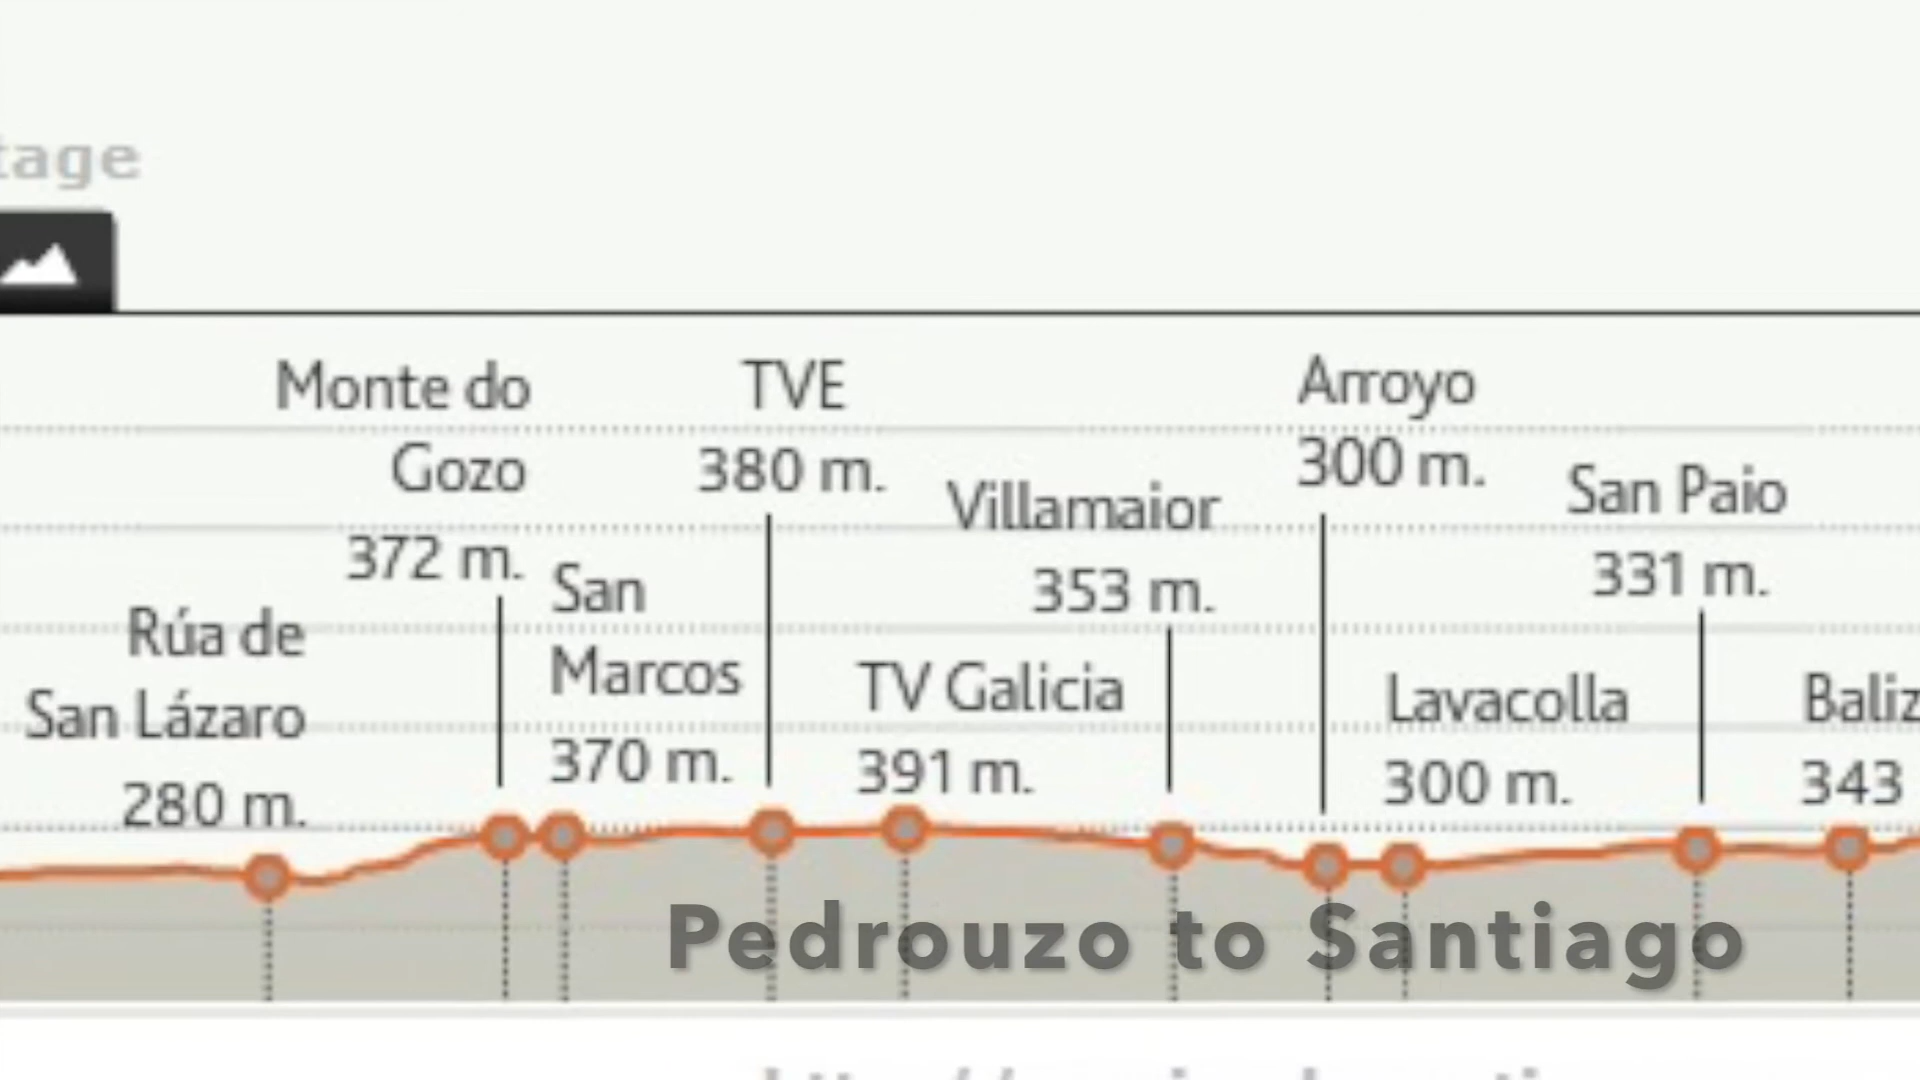 Monte do
Gozo
372 m.
TVE
380 m.
Arroyo
300 m.
Villamaior
353 m.
San Paio
331 m.
Rúa de
San Lázaro
280 m.
San
Marcos
370 m.
TV Galicia
391 m.
Lavacolla
300 m.
343
Pedrouzo to Santiago